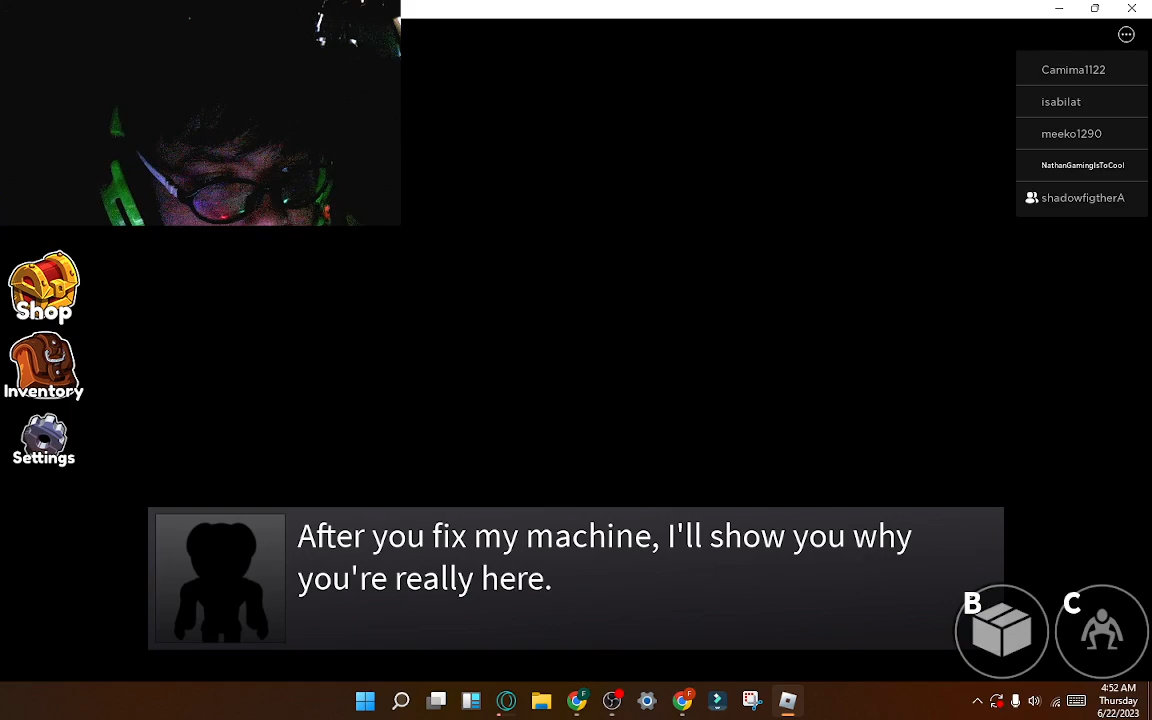 Camima1122
isabilat
meeko1290
NathanGamingIsToCool
shadowfigtherA
Shop
Inventory
Settings
After you fix my machine, I'll show you why
you're really here.
B
C
4:52 AM
Thursday
6/22/2023